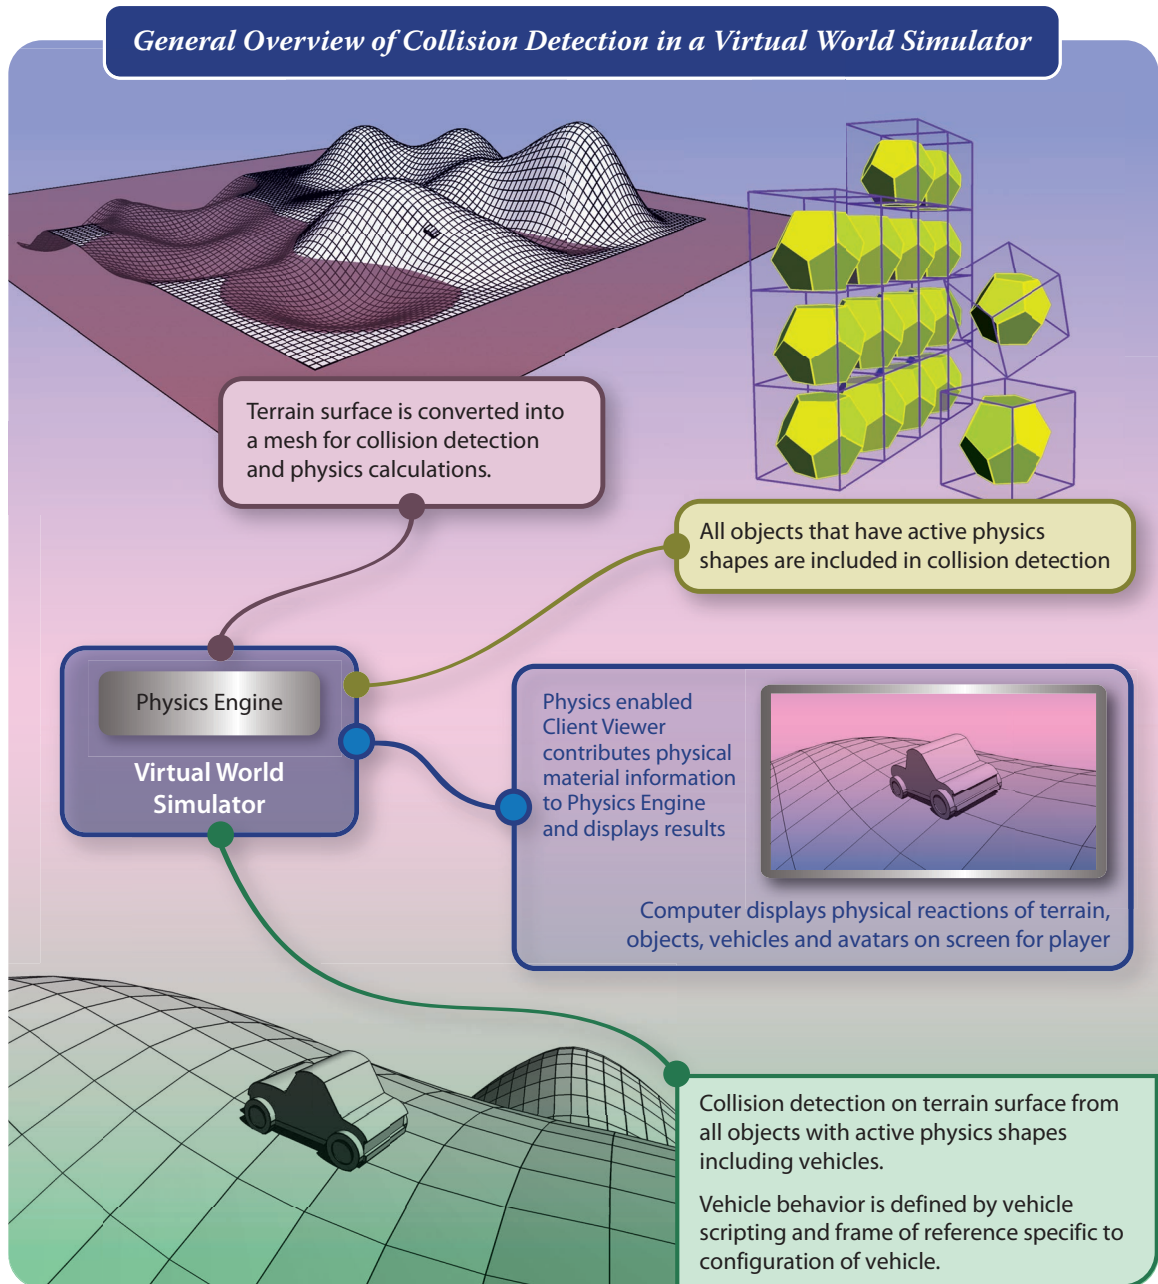 General Overview of Collision Detection in a Virtual World Simulator
Terrain surface is converted into
a mesh for collision detection
and physics calculations.
All objects that have active physics
shapes are included in collision detection
Physics Engine
Virtual World
Simulator
Physics enabled
Client Viewer
contributes physical
material information
to Physics Engine
and displays results
Computer displays physical reactions of terrain,
objects, vehicles and avatars on screen for player
Collision detection on terrain surface from
all objects with active physics shapes
including vehicles.
Vehicle behavior is defined by vehicle
scripting and frame of reference specific to
configuration of vehicle.